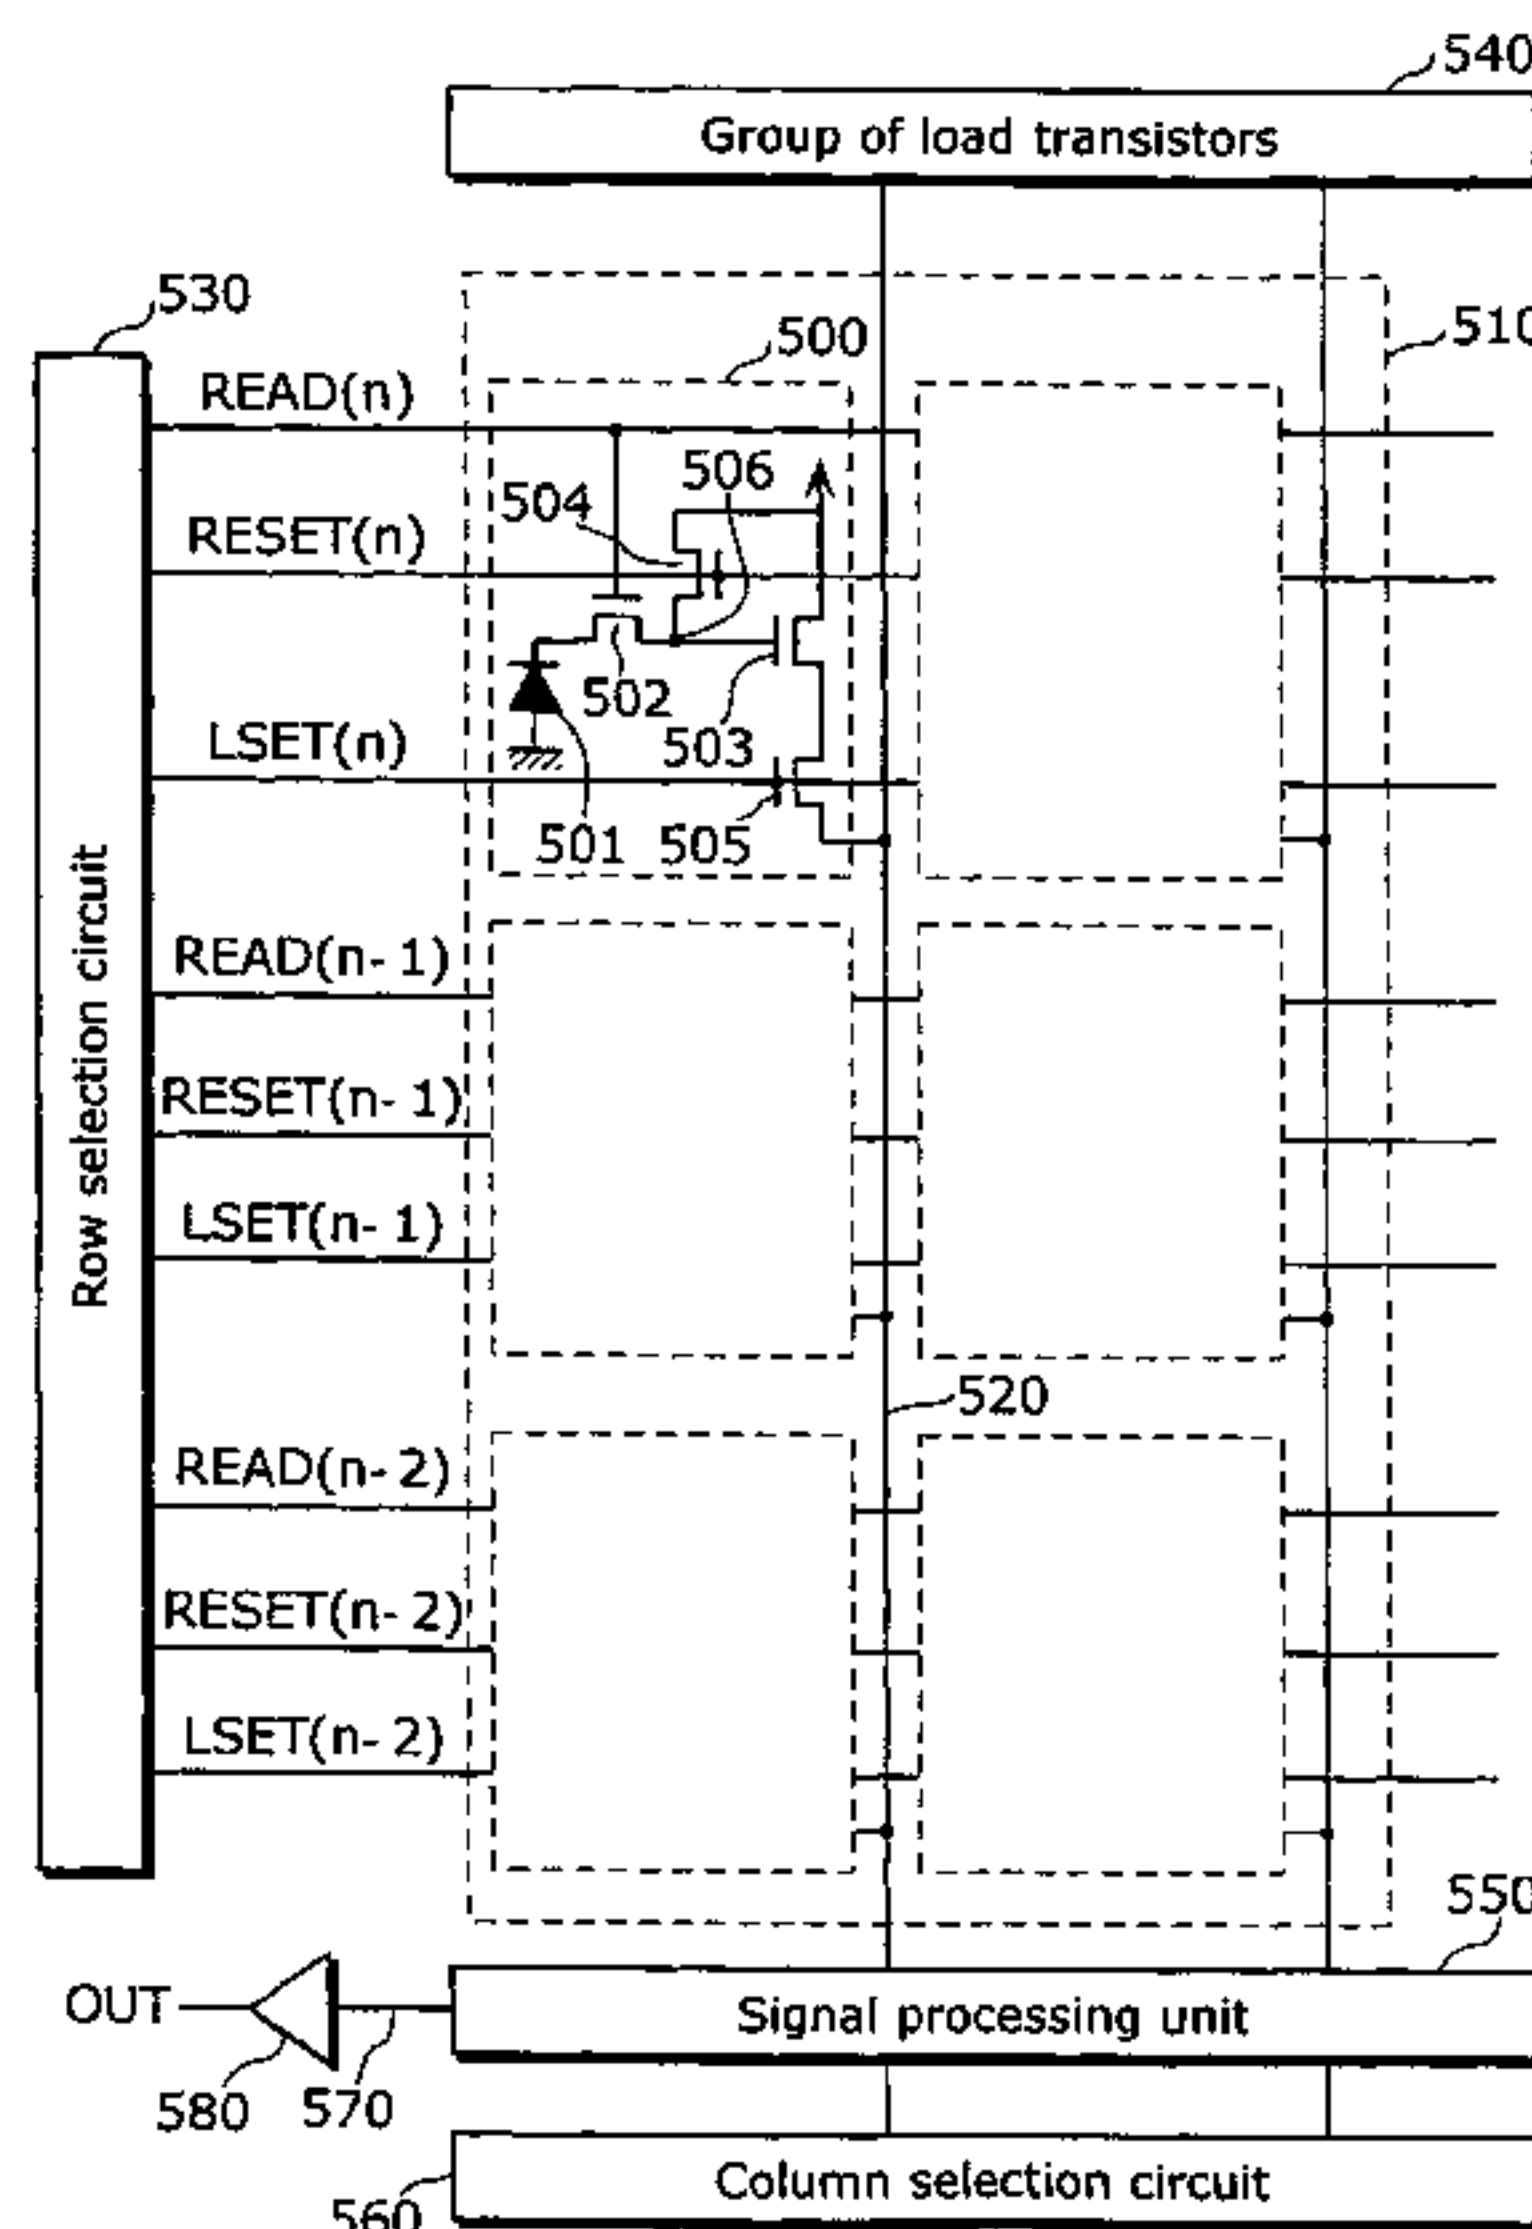 540
Group of load transistors
530
500
510
READ(n)
506
504
RESET(n)
502
503
LSET(n)
501
505
Row selection circuit
READ(n-1)
RESET(n-1)
LSET(n-1)
520
READ(n-2)
RESET(n-2)
LSET(n-2)
550
OUT
Signal processing unit
580
570
Column selection circuit
560